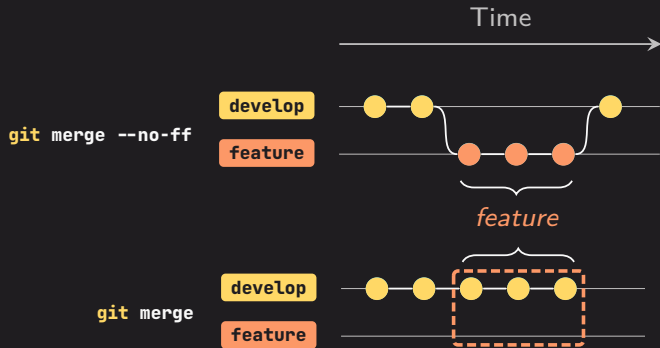 Time
develop
git merge --no-ff
feature
feature
develop
git merge
feature